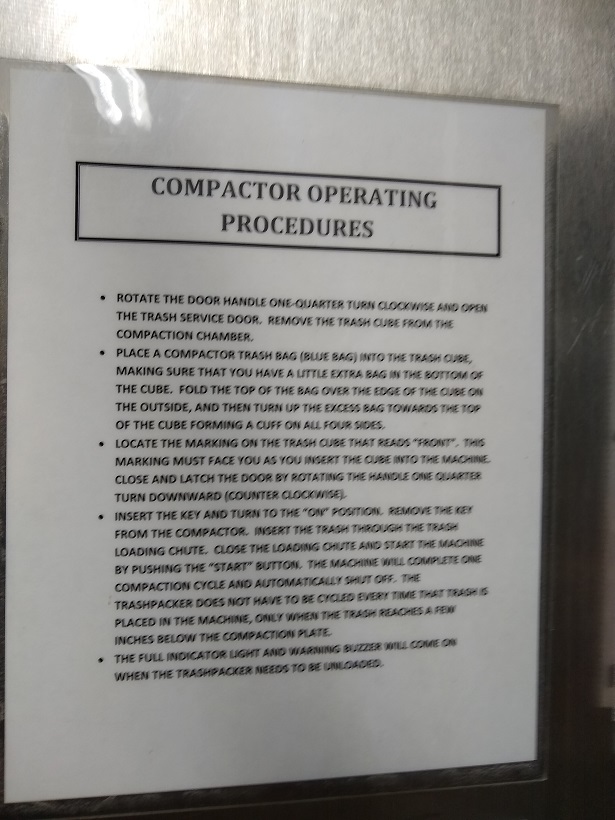 COMPACTOR OPERATING
PROCEDURES
• ROTATE THE DOOR HANDLE ONE-QUARTER TURN CLOCKWISE AND OPEN
THE TRASH SERVICE DOOR. REMOVE THE TRASH CUBE FROM THE
COMPACTION CHAMBER.
• PLACE A COMPACTOR TRASH BAG (BLUE BAG) INTO THE TRASH CUBE,
MAKING SURE THAT YOU HAVE A LITTLE EXTRA BAG IN THE BOTTOM OF
THE CUBE. FOLD THE TOP OF THE BAG OVER THE EDGE OF THE CUBE ON
THE OUTSIDE, AND THEN TURN UP THE EXCESS BAG TOWARDS THE TOP
OF THE CUBE FORMING A CUFF ON ALL FOUR SIDES.
• LOCATE THE MARKING ON THE TRASH CUBE THAT READS "FRONT". THIS
MARKING MUST FACE YOU AS YOU INSERT THE CUBE INTO THE MACHINE.
CLOSE AND LATCH THE DOOR BY ROTATING THE HANDLE ONE QUARTER
TURN DOWNWARD (COUNTER CLOCKWISE).
• INSERT THE KEY AND TURN TO THE "ON" POSITION. REMOVE THE KEY
FROM THE COMPACTOR. INSERT THE TRASH THROUGH THE TRASH
LOADING CHUTE. CLOSE THE LOADING CHUTE AND START THE MACHINE
BY PUSHING THE "START" BUTTON. THE MACHINE WILL COMPLETE ONE
COMPACTION CYCLE AND AUTOMATICALLY SHUT OFF. THE
TRASHPACKER DOES NOT HAVE TO BE CYCLED EVERY TIME THAT TRASH IS
PLACED IN THE MACHINE, ONLY WHEN THE TRASH REACHES A FEW
INCHES BELOW THE COMPACTION PLATE.
• THE FULL INDICATOR LIGHT AND WARNING BUZZER WILL COME ON
WHEN THE TRASHPACKER NEEDS TO BE UNLOADED.